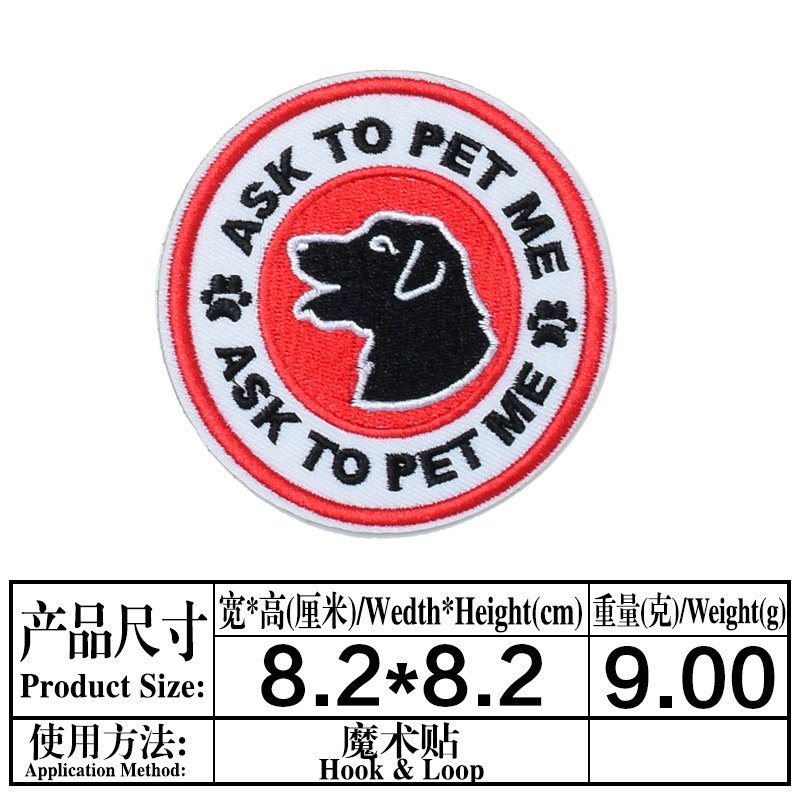 ASK TO PET ME
ASK TO PET ME
产品尺寸
Product Size:
宽*高(厘米)/Wedth*Height(cm)
重量(克)/Weight(g)
8.2*8.2
9.00
使用方法:
Application Method:
魔术贴
Hook & Loop